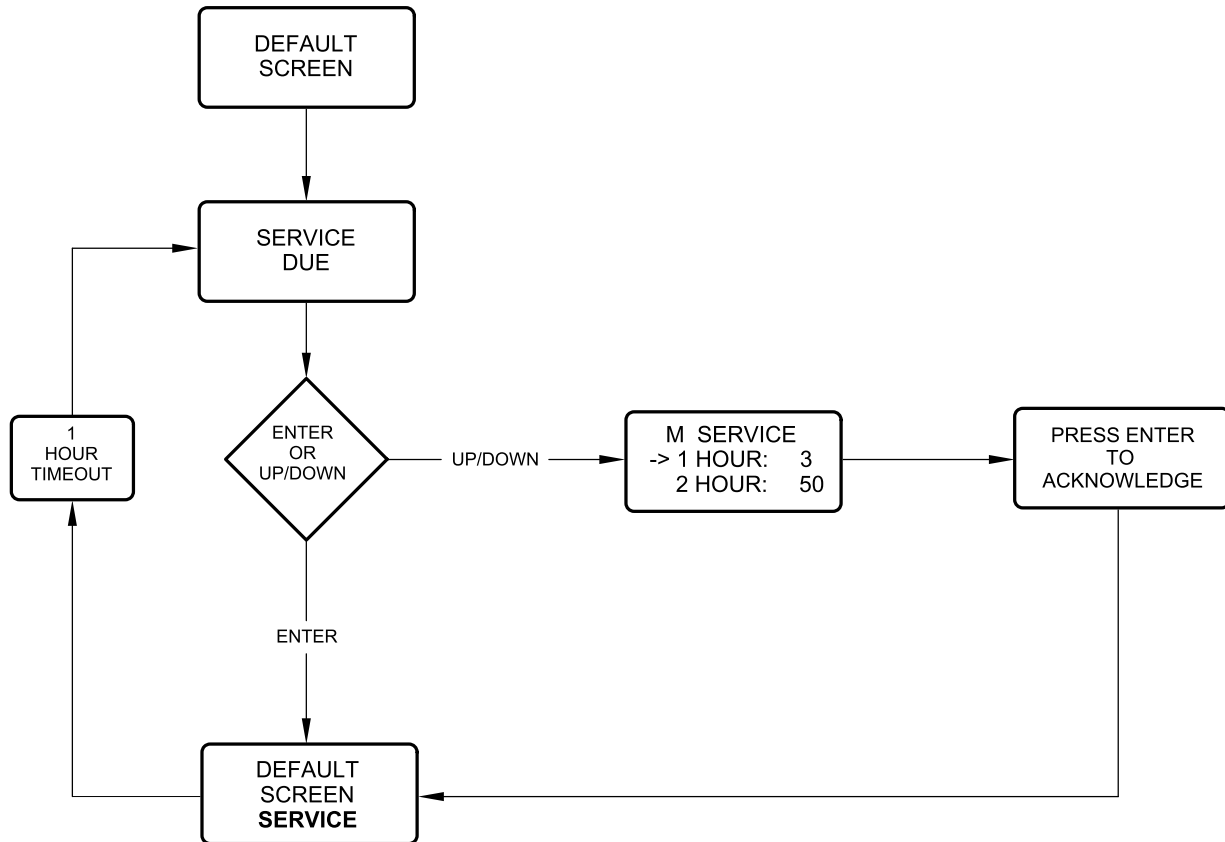 DEFAULT
SCREEN
SERVICE
DUE
1
HOUR
TIMEOUT
ENTER
OR
UP/DOWN
UP/DOWN
M SERVICE
-> 1 HOUR: 3
2 HOUR: 50
PRESS ENTER
TO
ACKNOWLEDGE
ENTER
DEFAULT
SCREEN
SERVICE